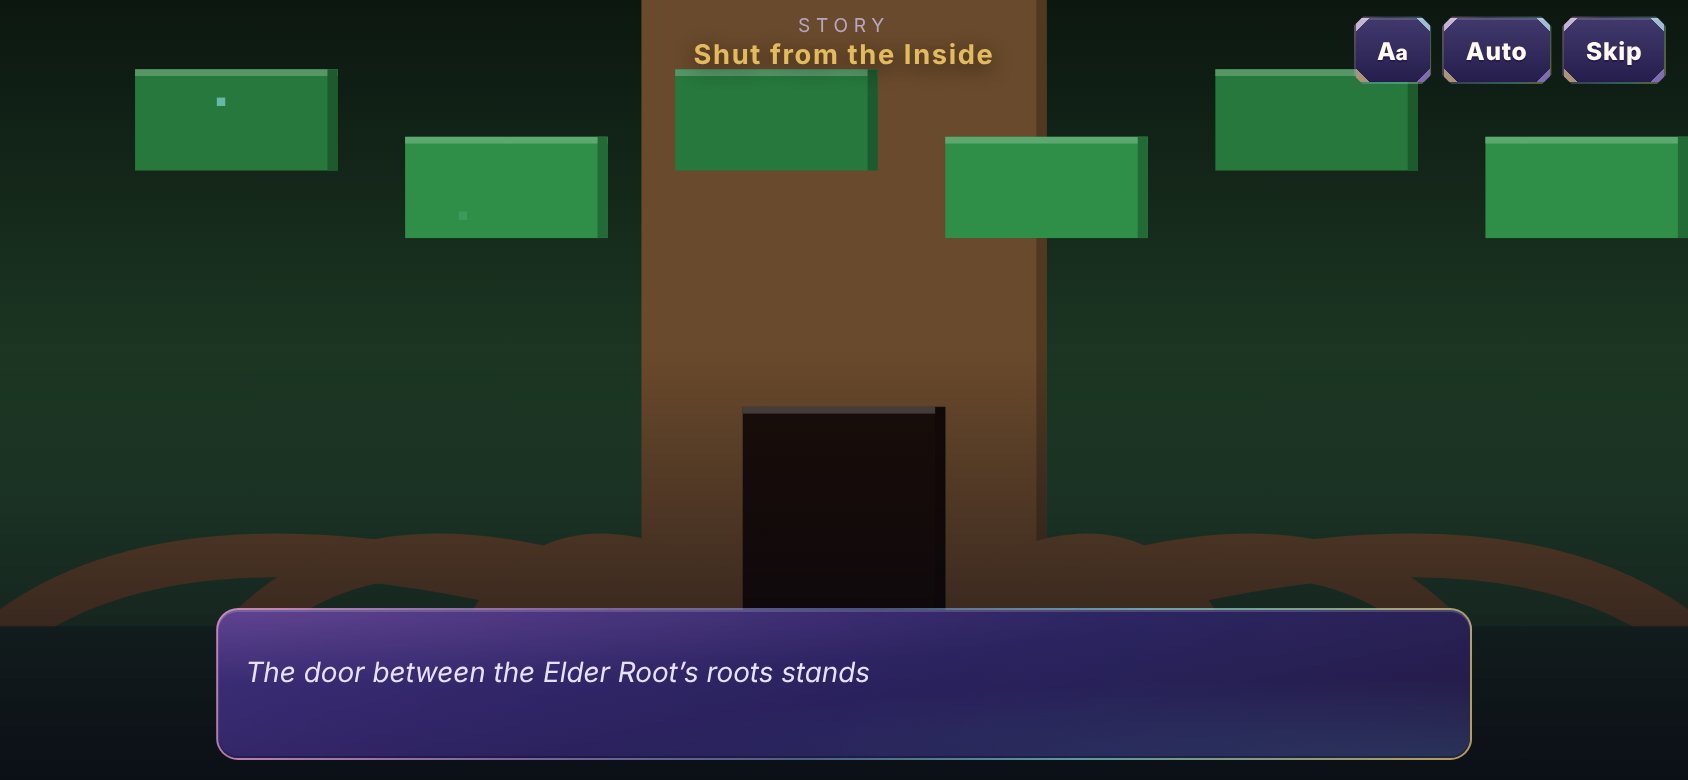 STORY
Shut from the Inside
Aa
Auto
Skip
The door between the Elder Root's roots stands